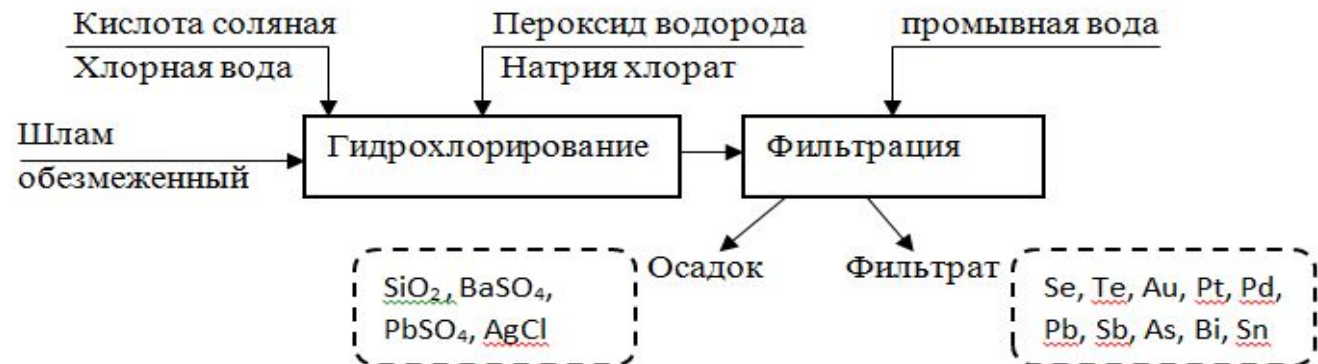 Кислота соляная
Хлорная вода
Пероксид водорода
Натрия хлорат
промывная вода
Шлам
обезмеженный
Гидрохлорирование
Фильтрация
Осадок
Фильтрат
SiO₂, BaSO₄,
PbSO₄, AgCl
Se, Te, Au, Pt, Pd,
Pb, Sb, As, Bi, Sn